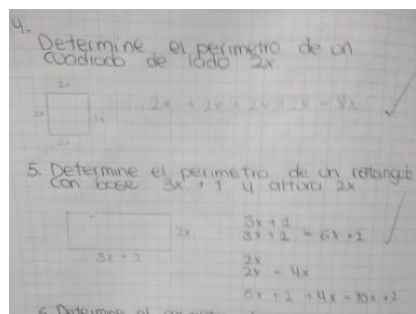 4.
Determine el perimetro de un
cuadrado de lado 2x
2x
2x
2x
2x
2x + 2x + 2x + 2x = 8x
5. Determine el perimetro de un rectangulo
con base 3x + 1 y altura 2x
2x
3x + 1
3x + 1
3x + 1 = 6x + 2
2x
2x = 4x
6x + 2 + 4x = 10x + 2
6. Determine el